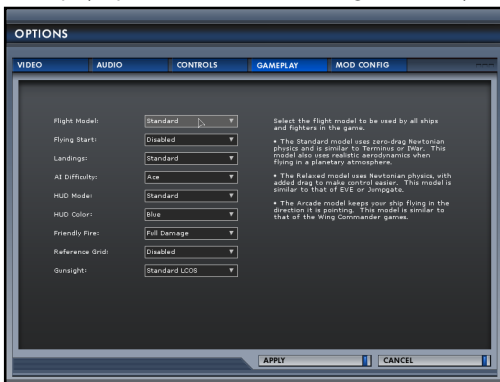 OPTIONS
VIDEO AUDIO CONTROLS GAMEPLAY MOD CONFIG
Flight Model: Standard
Flying Start: Disabled
Landings: Standard
AI Difficulty: Ace
HUD Mode: Standard
HUD Color: Blue
Friendly Fire: Full Damage
Reference Grid: Disabled
Gunsight: Standard LCOS
Select the flight model to be used by all ships
and fighters in the game.
• The Standard model uses zero-drag Newtonian
physics and is similar to Terminus or IWar. This
model also uses realistic aerodynamics when
flying in a planetary atmosphere.
• The Relaxed model uses Newtonian physics, with
added drag to make control easier. This model is
similar to that of EVE or Jumpgate.
• The Arcade model keeps your ship flying in the
direction it is pointing. This model is similar to
that of the Wing Commander games.
APPLY CANCEL